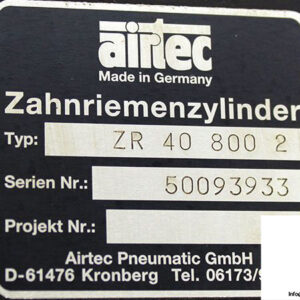 airtec
Made in Germany
Zahnriemenzylinder
Typ: ZR 40 800 2
Serien Nr.: 50093933
Projekt Nr.:
Airtec Pneumatic GmbH
D-61476 Kronberg Tel. 06173/9